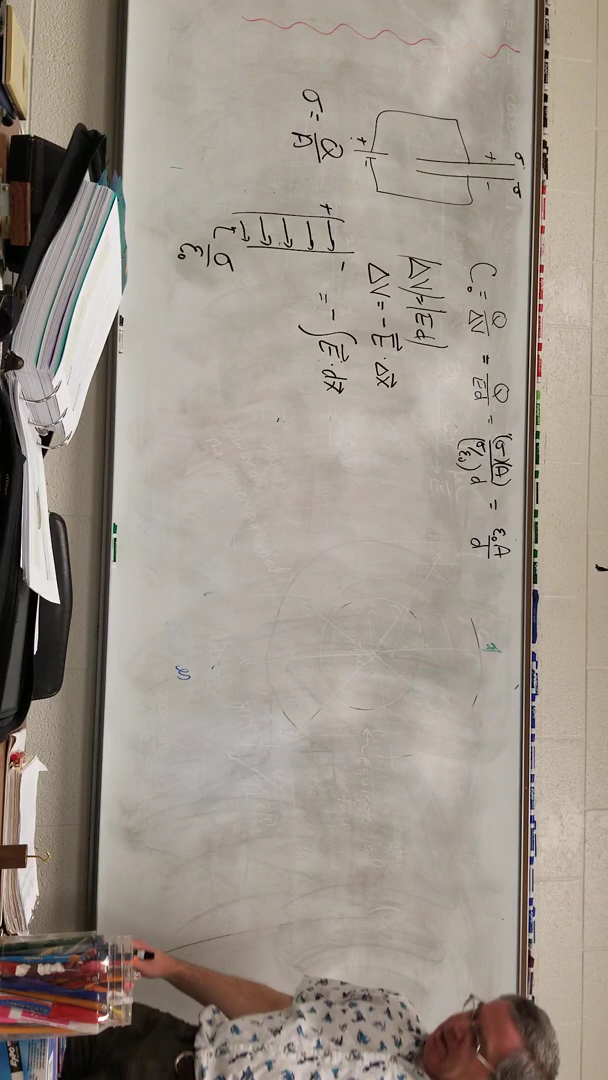 C₀ = Q/ΔV = Q/Ed = (σ)(A)/(σ/ε₀)d = ε₀A/d
σ σ
+ -
|ΔV| = |Ed|
ΔV = -E⃗·Δx⃗
+ -
σ = Q/A
+ -
= -∫E⃗·dx⃗
σ/ε₀